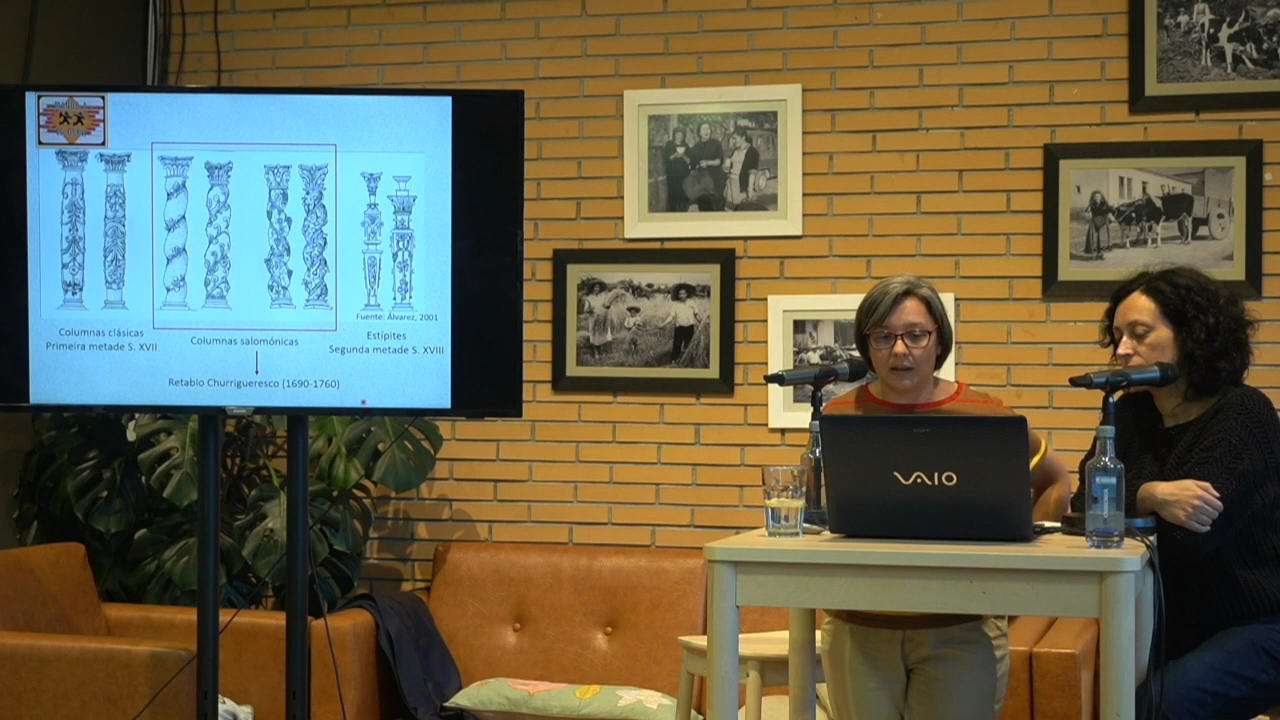 Fuente: Álvarez, 2001
Columnas clásicas
Primeira metade S. XVII
Columnas salomónicas
Estípites
Segunda metade S. XVIII
Retablo Churrigueresco (1690-1760)
VAIO